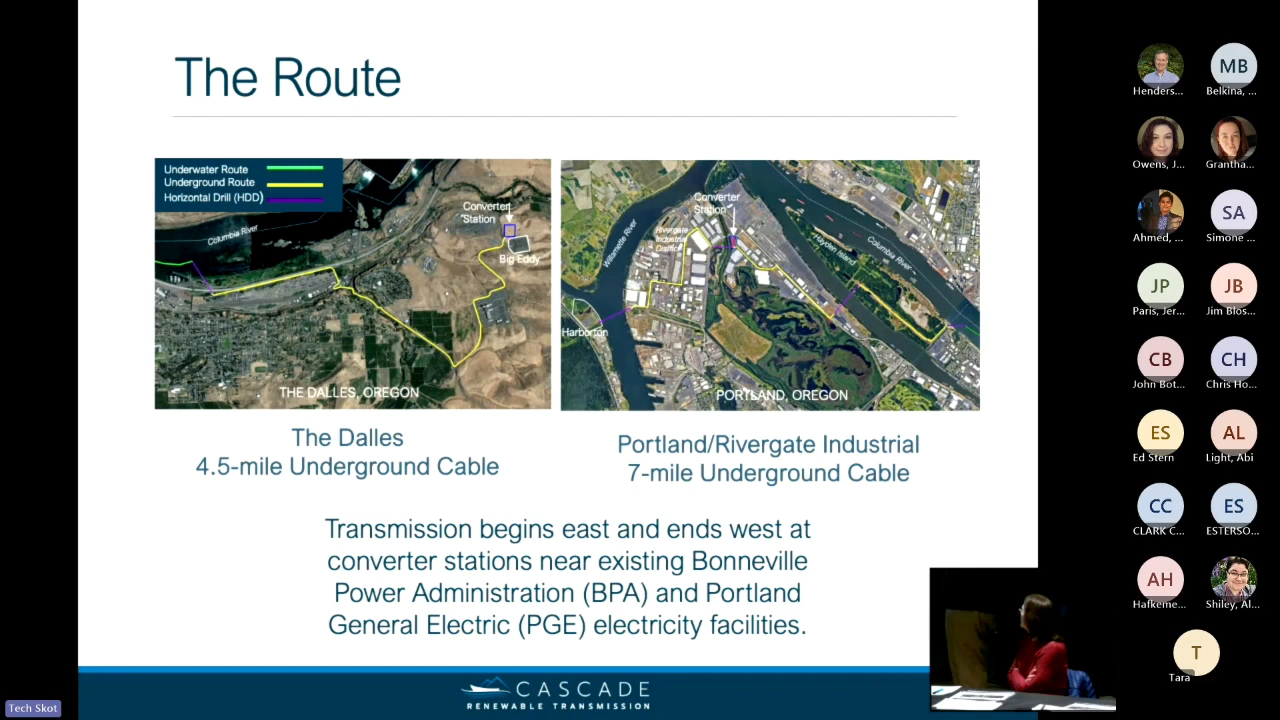 The Route
Underwater Route
Underground Route
Horizontal Drill (HDD)
Columbia River
Converter
Station
Big Eddy
THE DALLES, OREGON
Converter
Station
Willamette River
Rivergate
Industrial
District
Hayden Island
Columbia River
Harborton
PORTLAND, OREGON
The Dalles
4.5-mile Underground Cable
Portland/Rivergate Industrial
7-mile Underground Cable
Transmission begins east and ends west at
converter stations near existing Bonneville
Power Administration (BPA) and Portland
General Electric (PGE) electricity facilities.
CASCADE
RENEWABLE TRANSMISSION
Tech Skot
MB
Henders...
Belkina, ...
Owens, J...
Grantha...
SA
Ahmed, ...
Simone ...
JP
JB
Paris, Jer...
Jim Blos...
CB
CH
John Bot...
Chris Ho...
ES
AL
Ed Stern
Light, Abi
CC
ES
CLARK C...
ESTERSO...
AH
Hafkeme...
Shiley, Al...
T
Tara